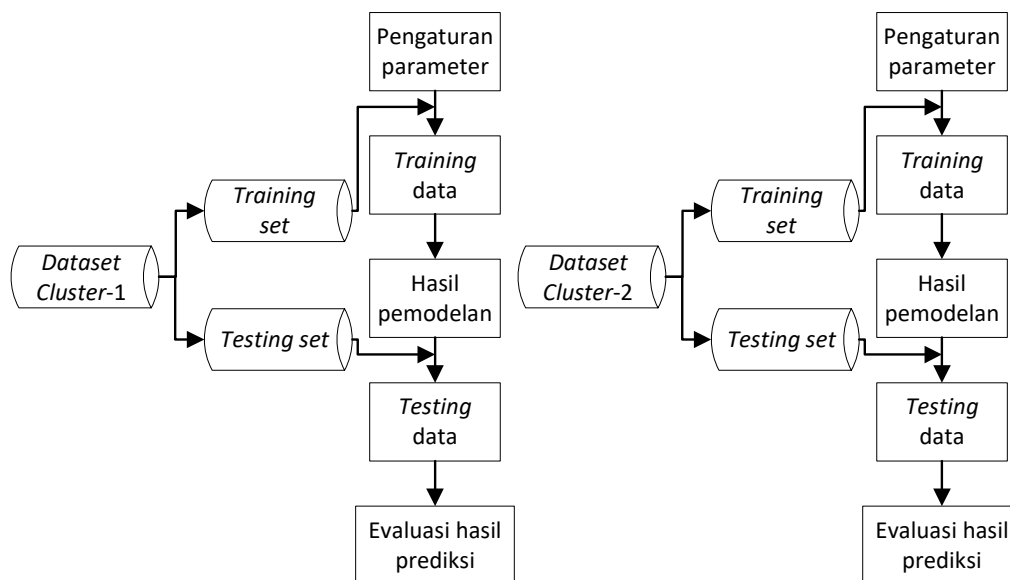 Pengaturan
parameter
Training
data
Training
set
Dataset
Cluster-1
Hasil
pemodelan
Testing set
Testing
data
Evaluasi hasil
prediksi
Pengaturan
parameter
Training
data
Training
set
Dataset
Cluster-2
Hasil
pemodelan
Testing set
Testing
data
Evaluasi hasil
prediksi